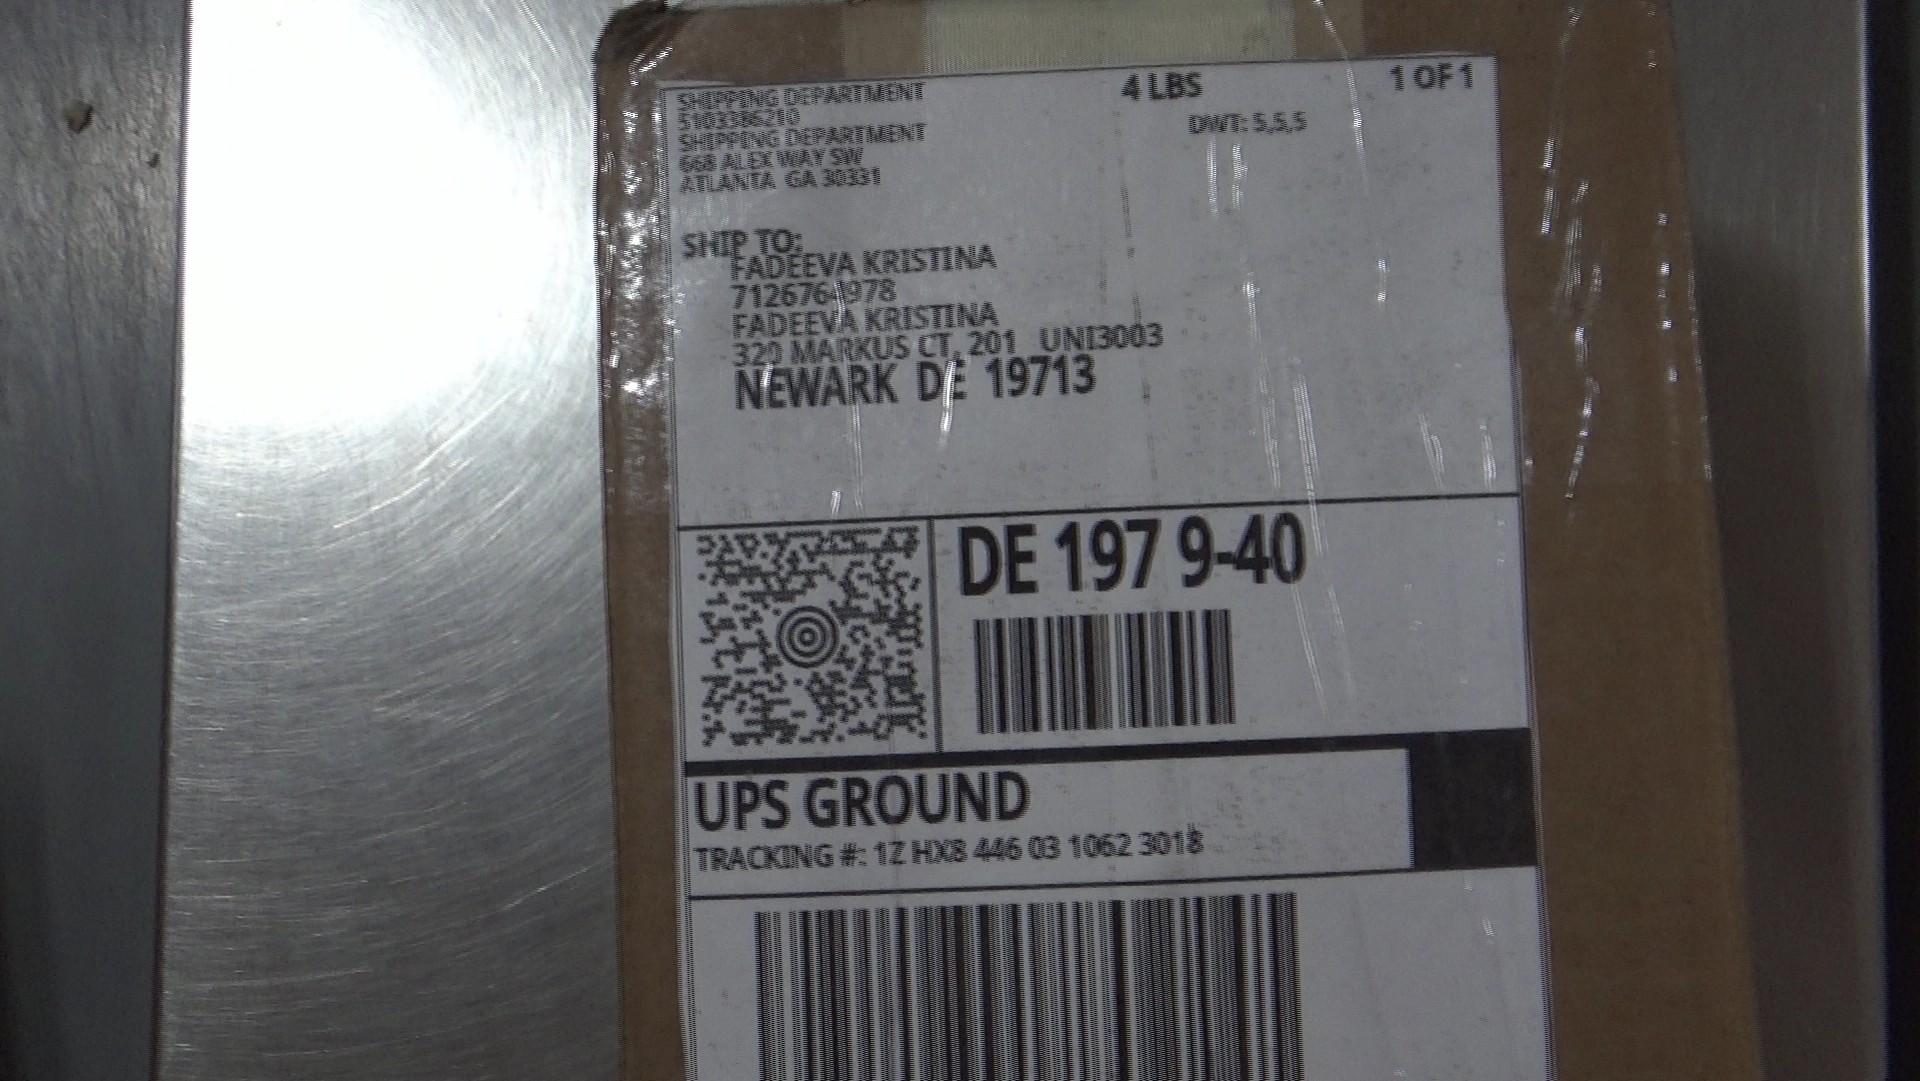 SHIPPING DEPARTMENT
5103386210
SHIPPING DEPARTMENT
668 ALEX WAY SW
ATLANTA GA 30331
4 LBS
1 OF 1
DWT: 5,5,5
SHIP TO:
FADEEVA KRISTINA
7126764978
FADEEVA KRISTINA
320 MARKUS CT, 201 UNI3003
NEWARK DE 19713
DE 197 9-40
UPS GROUND
TRACKING #: 1Z HX8 446 03 1062 3018